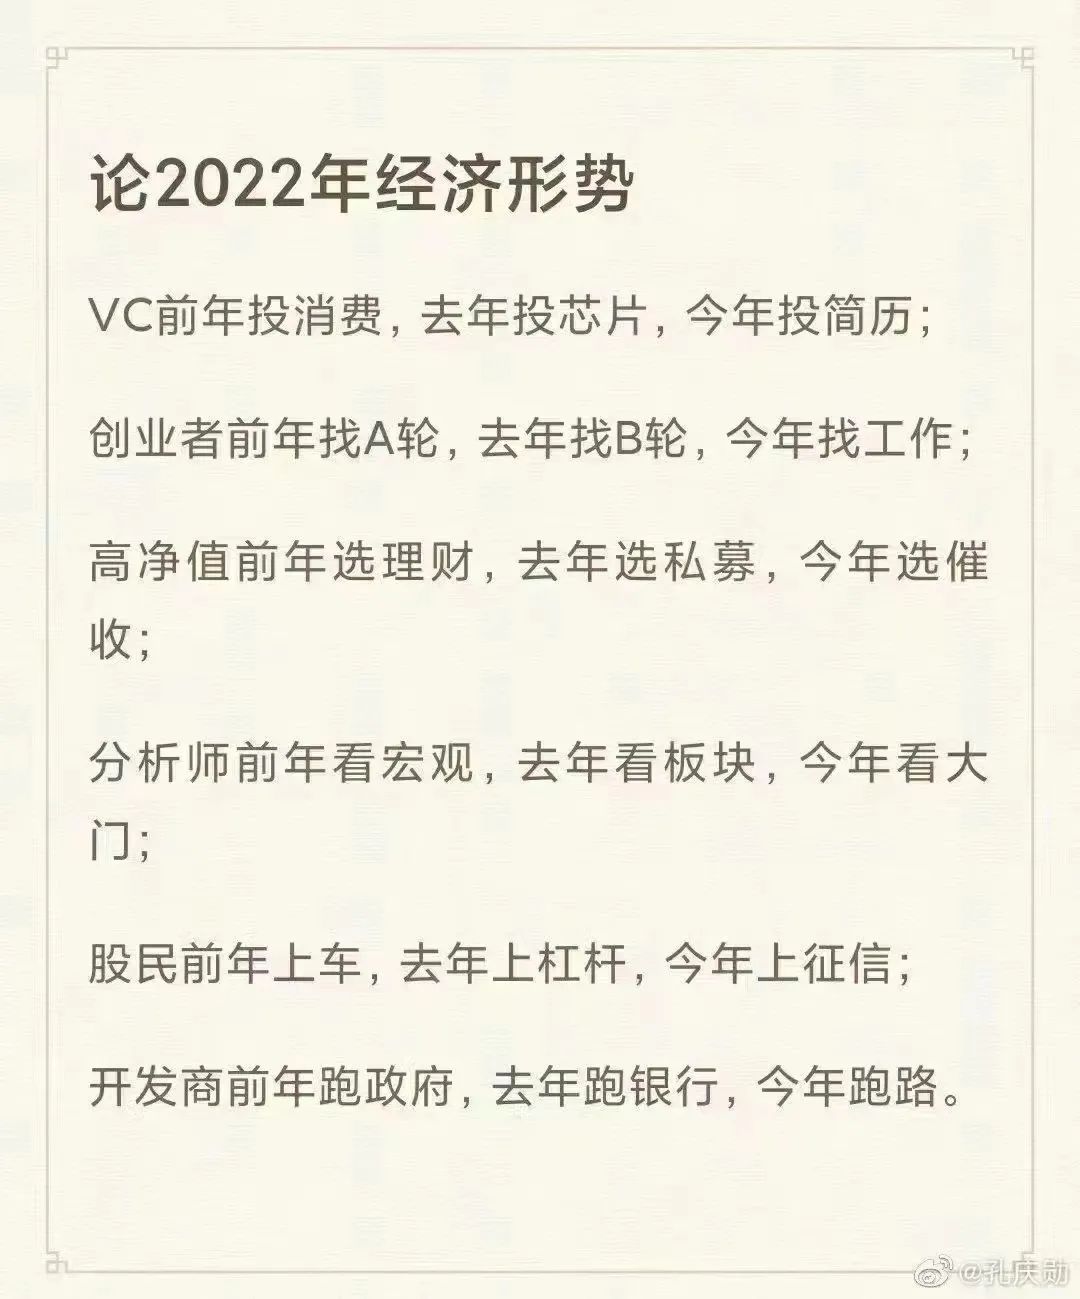 论2022年经济形势
VC前年投消费，去年投芯片，今年投简历；
创业者前年找A轮，去年找B轮，今年找工作；
高净值前年选理财，去年选私募，今年选催
收；
分析师前年看宏观，去年看板块，今年看大
门；
股民前年上车，去年上杠杆，今年上征信；
开发商前年跑政府，去年跑银行，今年跑路。
@孔庆勋